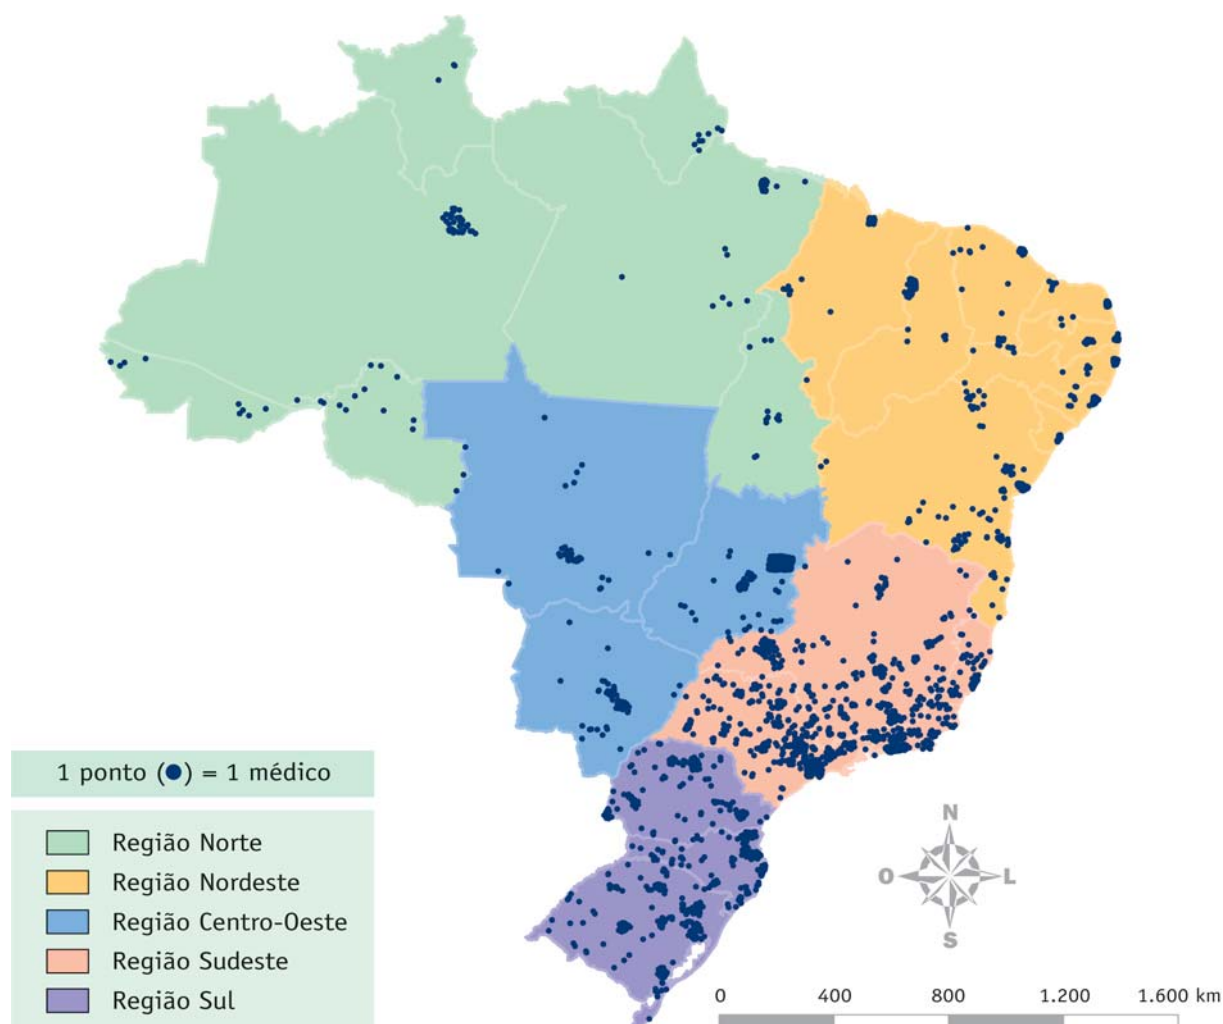 1 ponto (●) = 1 médico
Região Norte
Região Nordeste
Região Centro-Oeste
Região Sudeste
Região Sul
N
O L
S
0 400 800 1.200 1.600 km